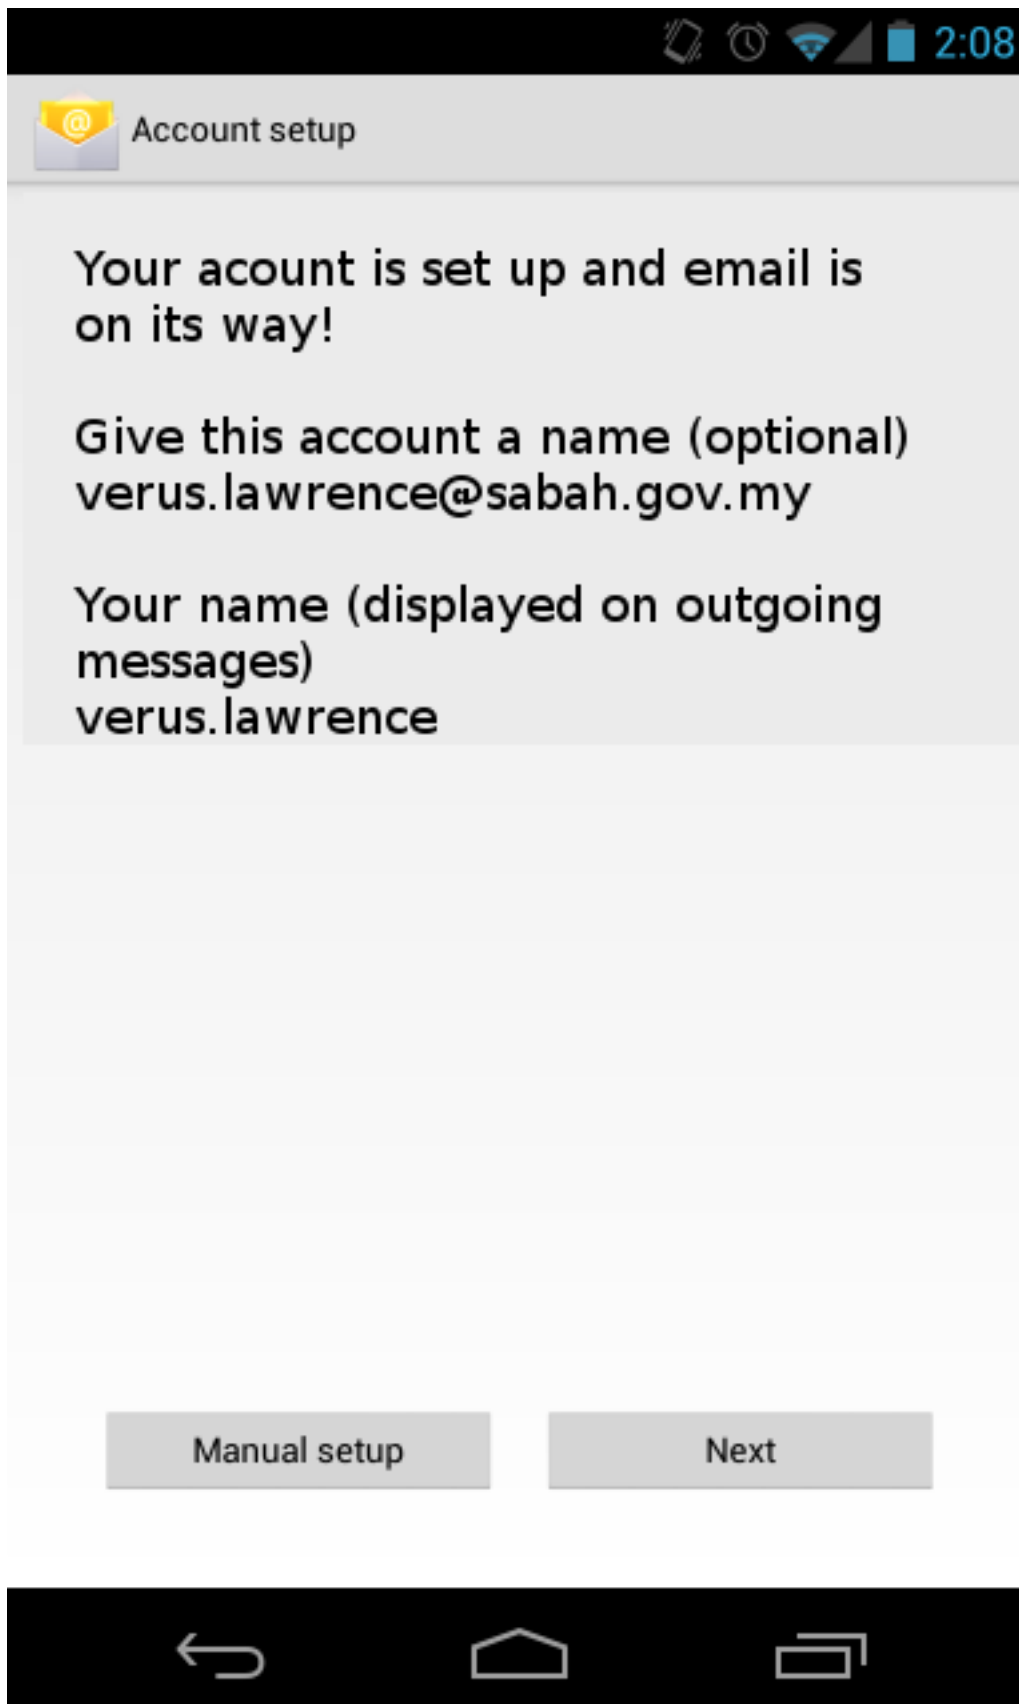 2:08
@
Account setup
Your acount is set up and email is
on its way!
Give this account a name (optional)
verus.lawrence@sabah.gov.my
Your name (displayed on outgoing
messages)
verus.lawrence
Manual setup
Next